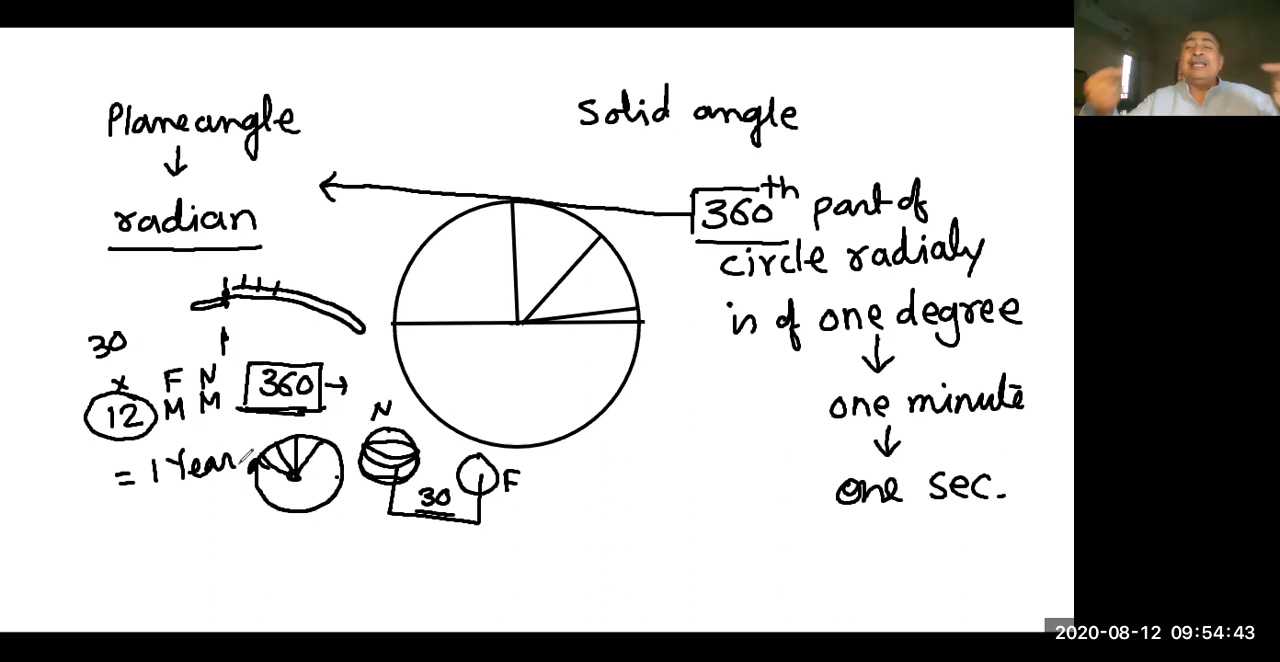 Plane angle
Solid angle
radian
360th part of
circle radialy
is of one degree
one minute
one sec.
30
x
12
F N
M M
360
= 1 Year
N
30
F
2020-08-12 09:54:43